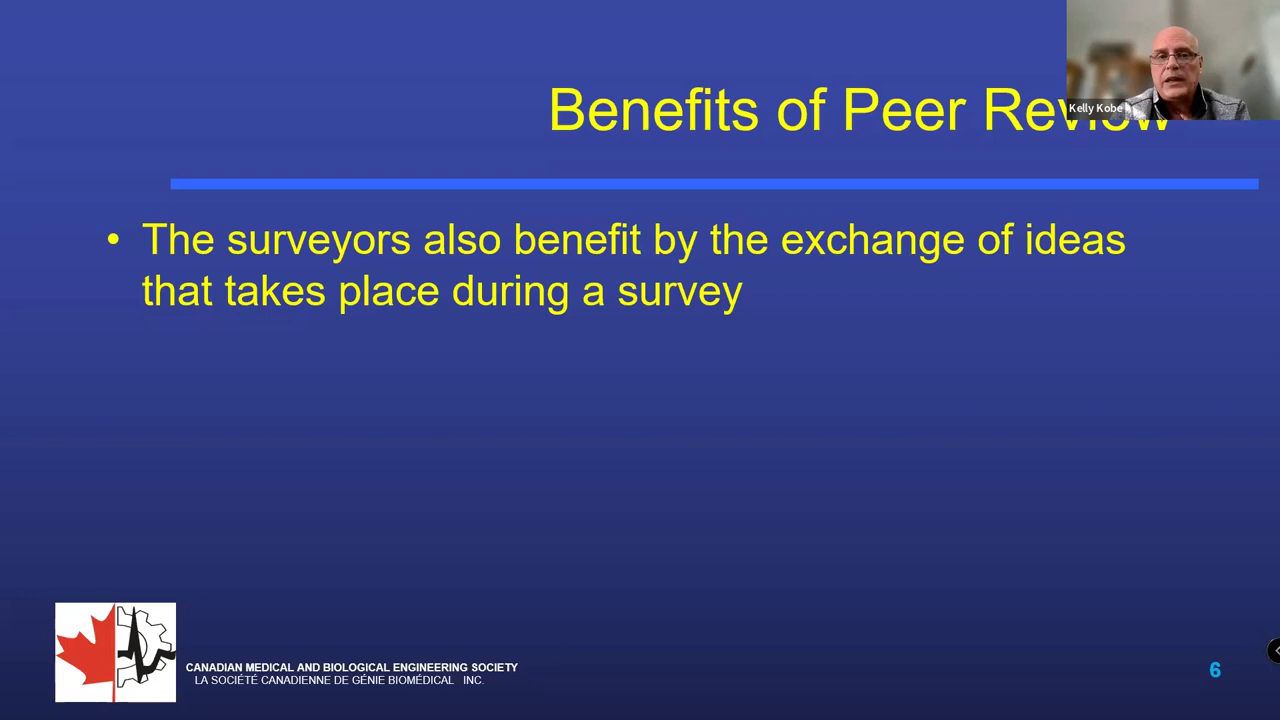 Benefits of Peer Review
Kelly Kobe
• The surveyors also benefit by the exchange of ideas
that takes place during a survey
CANADIAN MEDICAL AND BIOLOGICAL ENGINEERING SOCIETY
LA SOCIÉTÉ CANADIENNE DE GÉNIE BIOMÉDICAL INC.
6